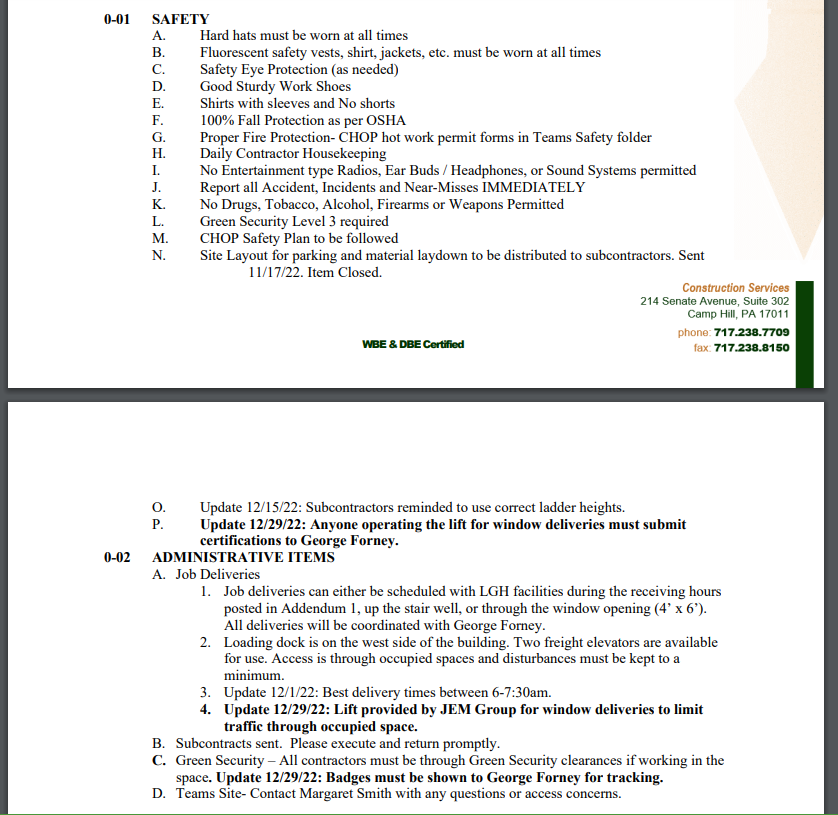 0-01 SAFETY
A. Hard hats must be worn at all times
B. Fluorescent safety vests, shirt, jackets, etc. must be worn at all times
C. Safety Eye Protection (as needed)
D. Good Sturdy Work Shoes
E. Shirts with sleeves and No shorts
F. 100% Fall Protection as per OSHA
G. Proper Fire Protection- CHOP hot work permit forms in Teams Safety folder
H. Daily Contractor Housekeeping
I. No Entertainment type Radios, Ear Buds / Headphones, or Sound Systems permitted
J. Report all Accident, Incidents and Near-Misses IMMEDIATELY
K. No Drugs, Tobacco, Alcohol, Firearms or Weapons Permitted
L. Green Security Level 3 required
M. CHOP Safety Plan to be followed
N. Site Layout for parking and material laydown to be distributed to subcontractors. Sent
11/17/22. Item Closed.
Construction Services
214 Senate Avenue, Suite 302
Camp Hill, PA 17011
phone: 717.238.7709
fax: 717.238.8150
WBE & DBE Certified
O. Update 12/15/22: Subcontractors reminded to use correct ladder heights.
P. Update 12/29/22: Anyone operating the lift for window deliveries must submit
certifications to George Forney.
0-02 ADMINISTRATIVE ITEMS
A. Job Deliveries
1. Job deliveries can either be scheduled with LGH facilities during the receiving hours
posted in Addendum 1, up the stair well, or through the window opening (4’ x 6’).
All deliveries will be coordinated with George Forney.
2. Loading dock is on the west side of the building. Two freight elevators are available
for use. Access is through occupied spaces and disturbances must be kept to a
minimum.
3. Update 12/1/22: Best delivery times between 6-7:30am.
4. Update 12/29/22: Lift provided by JEM Group for window deliveries to limit
traffic through occupied space.
B. Subcontracts sent. Please execute and return promptly.
C. Green Security – All contractors must be through Green Security clearances if working in the
space. Update 12/29/22: Badges must be shown to George Forney for tracking.
D. Teams Site- Contact Margaret Smith with any questions or access concerns.